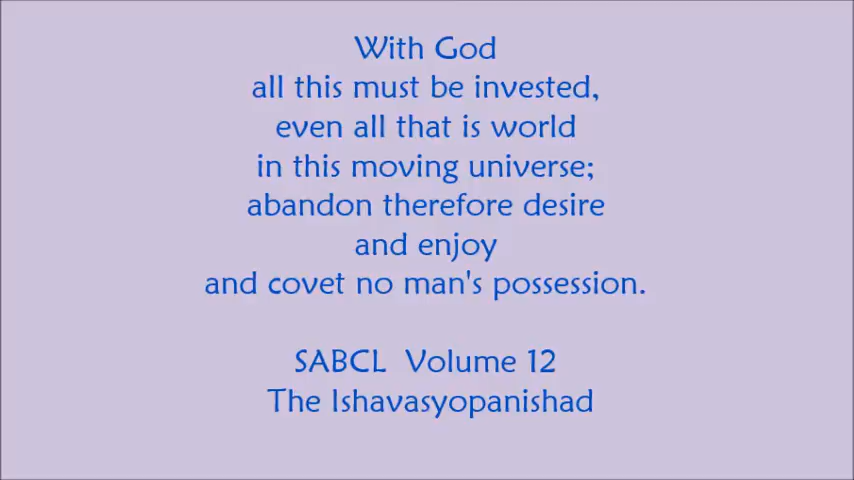 With God
all this must be invested,
even all that is world
in this moving universe;
abandon therefore desire
and enjoy
and covet no man's possession.
SABCL Volume 12
The Ishavasyopanishad